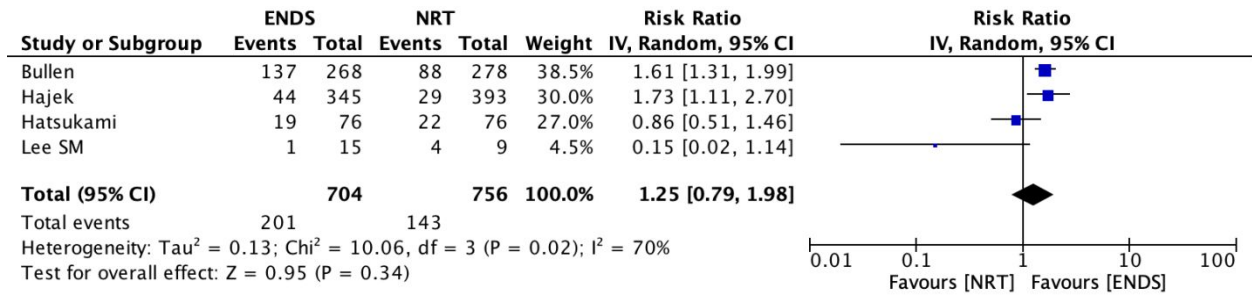 ENDS NRT Risk Ratio Risk Ratio
Study or Subgroup Events Total Events Total Weight IV, Random, 95% CI IV, Random, 95% CI
Bullen 137 268 88 278 38.5% 1.61 [1.31, 1.99]
Hajek 44 345 29 393 30.0% 1.73 [1.11, 2.70]
Hatsukami 19 76 22 76 27.0% 0.86 [0.51, 1.46]
Lee SM 1 15 4 9 4.5% 0.15 [0.02, 1.14]
Total (95% CI) 704 756 100.0% 1.25 [0.79, 1.98]
Total events 201 143
Heterogeneity: Tau² = 0.13; Chi² = 10.06, df = 3 (P = 0.02); I² = 70%
Test for overall effect: Z = 0.95 (P = 0.34)
0.01 0.1 1 10 100
Favours [NRT] Favours [ENDS]